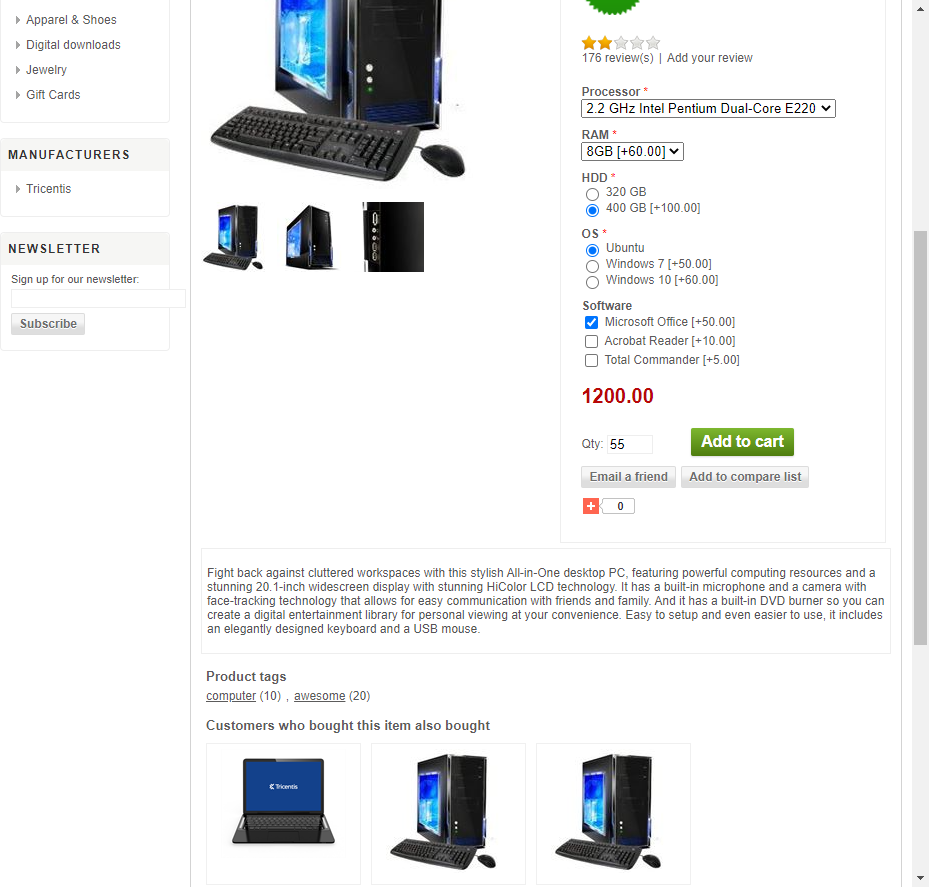 Apparel & Shoes
Digital downloads
Jewelry
Gift Cards
MANUFACTURERS
Tricentis
NEWSLETTER
Sign up for our newsletter:
Subscribe
176 review(s) | Add your review
Processor *
2.2 GHz Intel Pentium Dual-Core E220
RAM *
8GB [+60.00]
HDD *
320 GB
400 GB [+100.00]
OS *
Ubuntu
Windows 7 [+50.00]
Windows 10 [+60.00]
Software
Microsoft Office [+50.00]
Acrobat Reader [+10.00]
Total Commander [+5.00]
1200.00
Qty: 55 Add to cart
Email a friend Add to compare list
0
Fight back against cluttered workspaces with this stylish All-in-One desktop PC, featuring powerful computing resources and a
stunning 20.1-inch widescreen display with stunning HiColor LCD technology. It has a built-in microphone and a camera with
face-tracking technology that allows for easy communication with friends and family. And it has a built-in DVD burner so you can
create a digital entertainment library for personal viewing at your convenience. Easy to setup and even easier to use, it includes
an elegantly designed keyboard and a USB mouse.
Product tags
computer (10) , awesome (20)
Customers who bought this item also bought
Tricentis